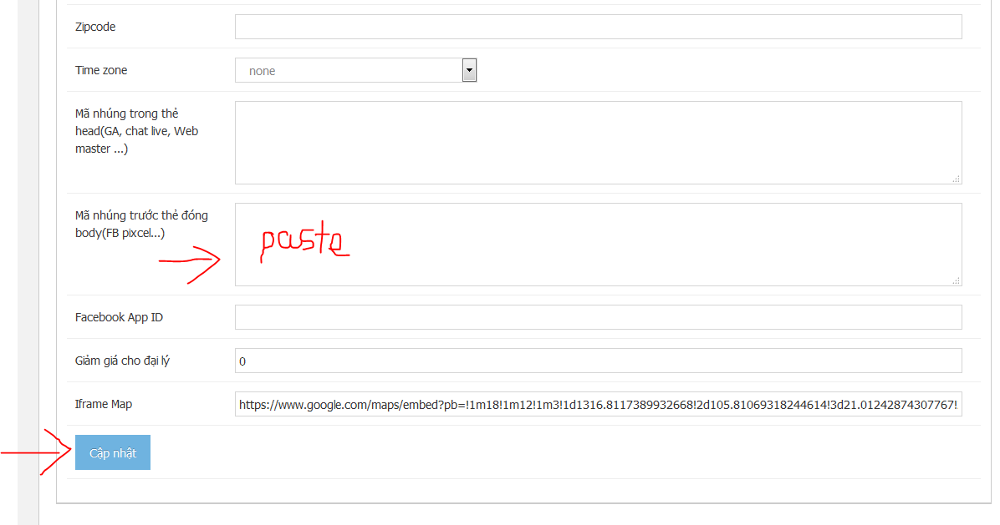 Zipcode
Time zone
none
Mã nhúng trong thẻ
head(GA, chat live, Web
master ...)
Mã nhúng trước thẻ đóng
body(FB pixcel...)
paste
Facebook App ID
Giảm giá cho đại lý
0
Iframe Map
https://www.google.com/maps/embed?pb=!1m18!1m12!1m3!1d1316.8117389932668!2d105.81069318244614!3d21.01242874307767!
Cập nhật